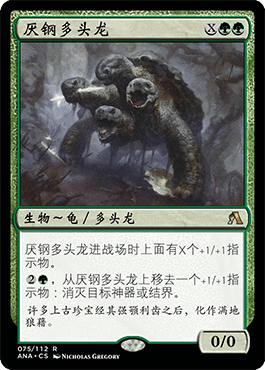 厌钢多头龙 X
生物～龟／多头龙
厌钢多头龙进战场时上面有X个+1/+1指
示物。
2，从厌钢多头龙上移去一个+1/+1指
示物：消灭目标神器或结界。
许多上古珍宝经其强颚利齿之后，化作满地
狼藉。
075/112 R
ANA • CS NICHOLAS GREGORY
0/0